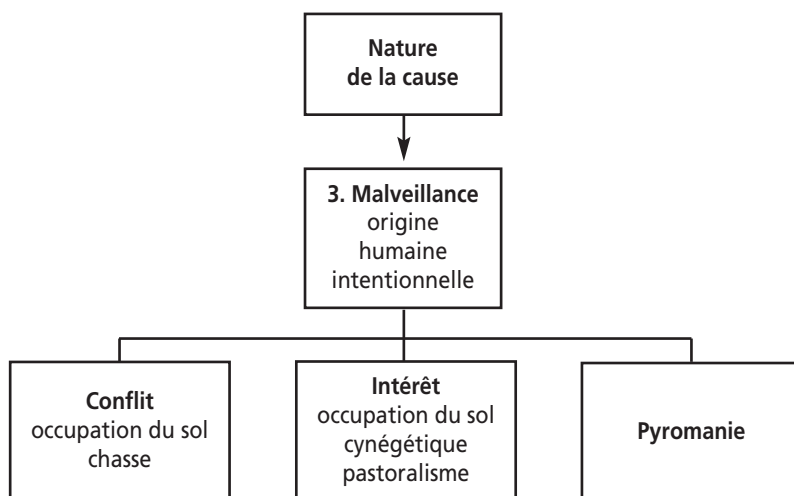 Nature
de la cause
3. Malveillance
origine
humaine
intentionnelle
Conflit
occupation du sol
chasse
Intérêt
occupation du sol
cynégétique
pastoralisme
Pyromanie